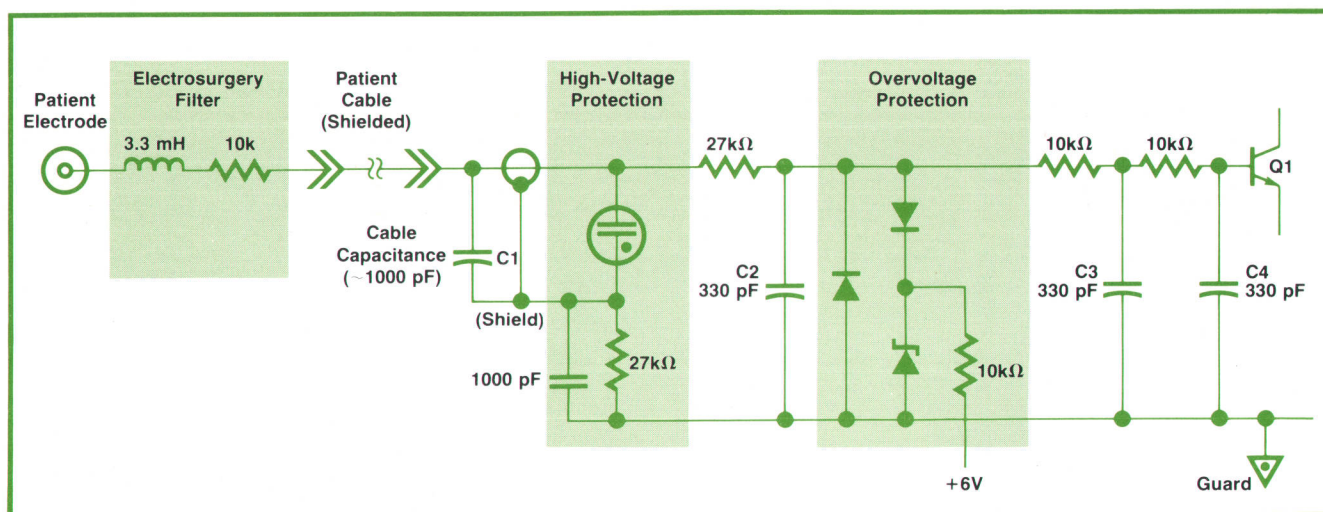 Patient
Electrode
Electrosurgery
Filter
3.3 mH
10k
Patient
Cable
(Shielded)
Cable
Capacitance
(~1000 pF)
C1
(Shield)
High-Voltage
Protection
1000 pF
27kΩ
27kΩ
C2
330 pF
Overvoltage
Protection
10kΩ
+6V
10kΩ
10kΩ
Q1
C3
330 pF
C4
330 pF
Guard